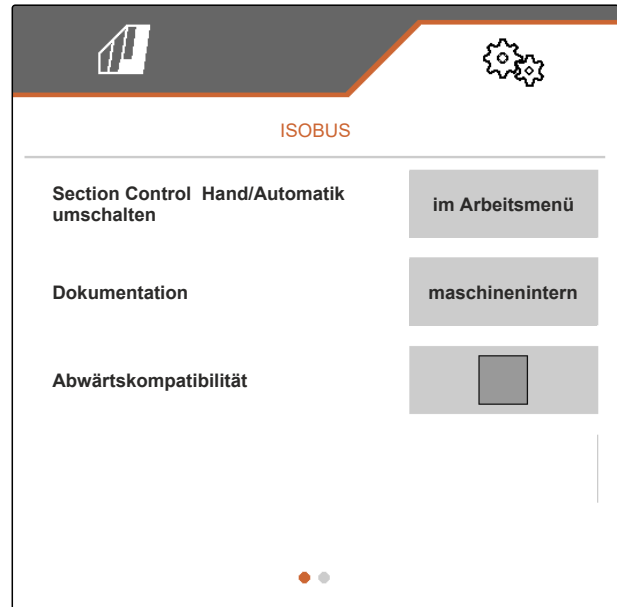 ISOBUS
Section Control Hand/Automatik
umschalten
im Arbeitsmenü
Dokumentation
maschinenintern
Abwärtskompatibilität